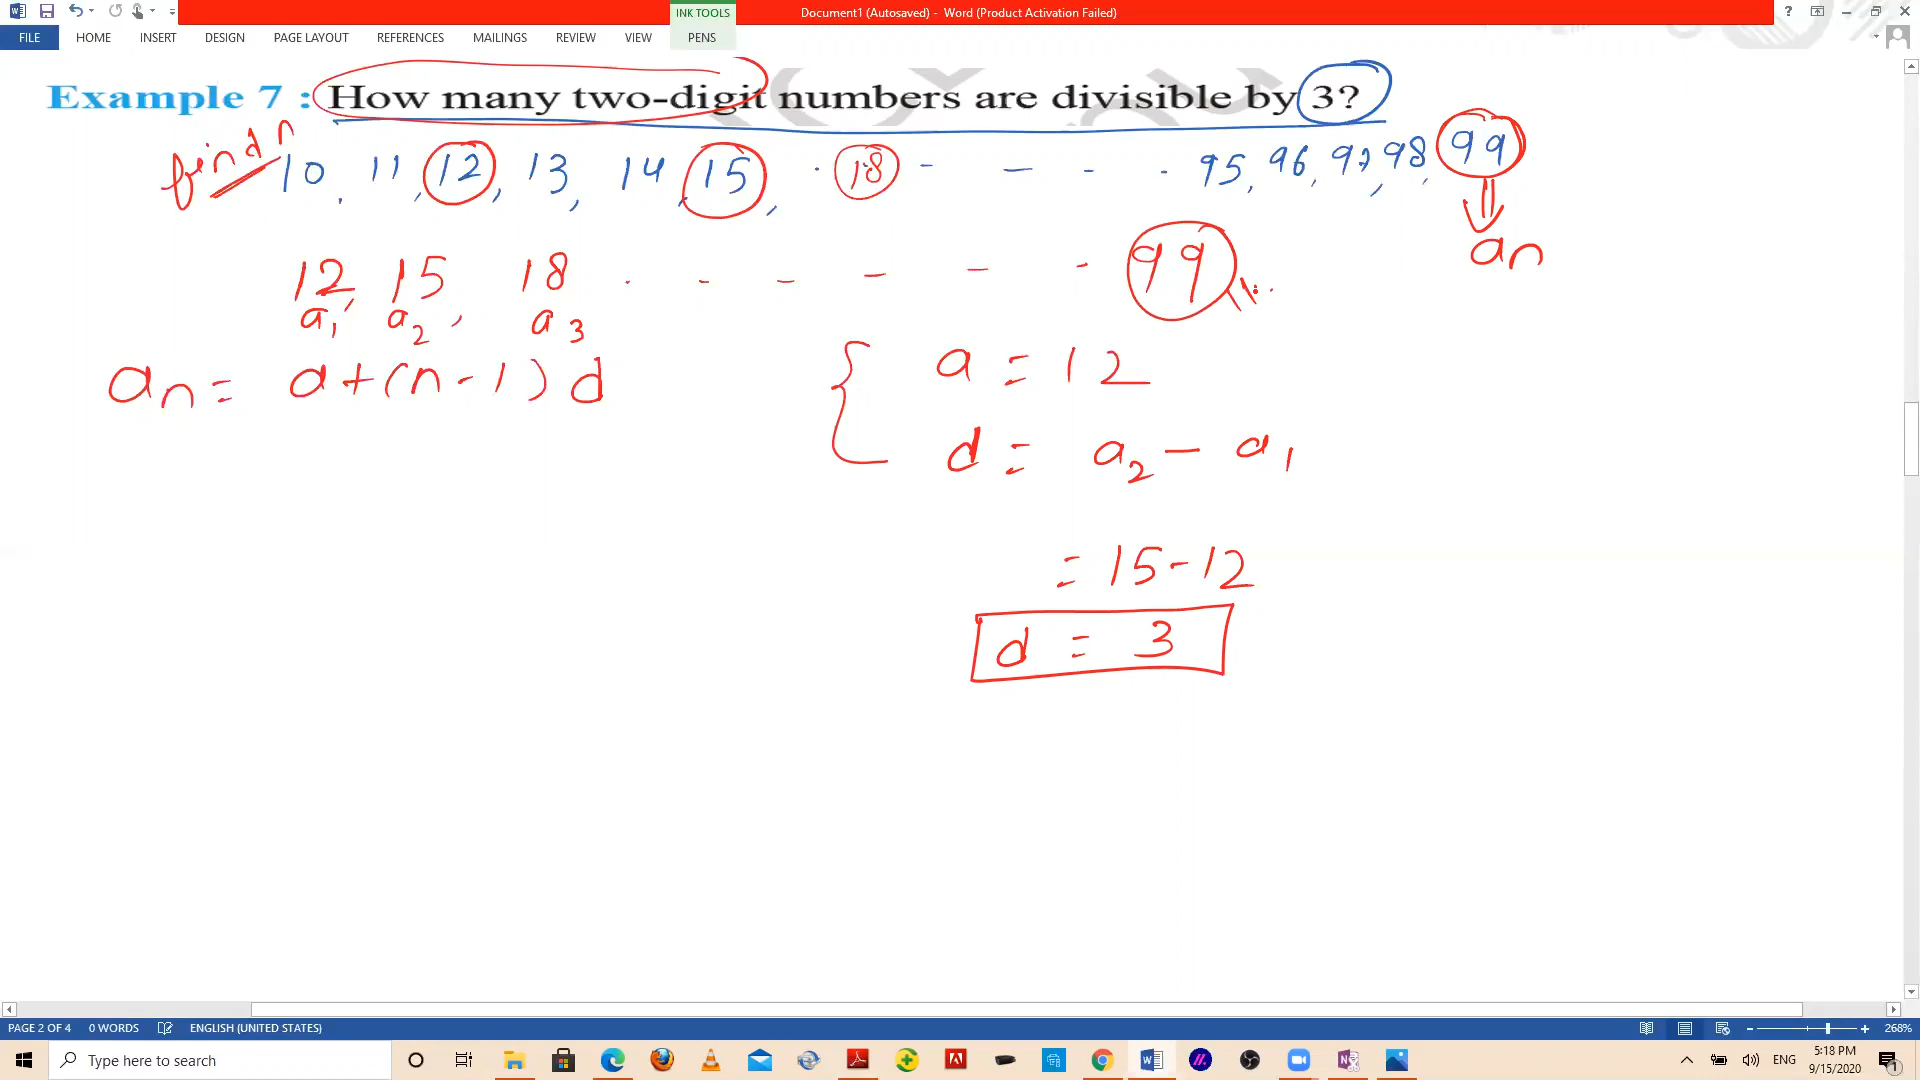 INK TOOLS
Document1 (Autosaved) - Word (Product Activation Failed)
?
FILE HOME INSERT DESIGN PAGE LAYOUT REFERENCES MAILINGS REVIEW VIEW PENS
Example 7 : How many two-digit numbers are divisible by 3?
find n
10, 11, 12, 13, 14, 15, . 18 - - - . 95, 96, 97, 98, 99
an
12, 15, 18 . - - - - - 99
a1 a2 , a3
an = a+(n-1)d
a = 12
d = a2 - a1
= 15-12
d = 3
PAGE 2 OF 4 0 WORDS ENGLISH (UNITED STATES) 268%
Type here to search
ENG
5:18 PM
9/15/2020